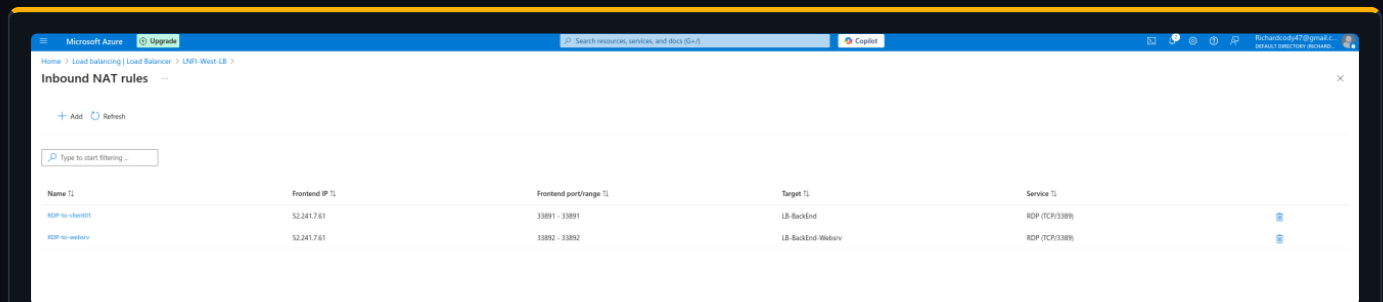 Microsoft Azure Upgrade Search resources, services, and docs (G+/) Copilot Richardcody47@gmail.c...
DEFAULT DIRECTORY (RICHARD...
Home > Load balancing | Load Balancer > LNFI-West-LB >
Inbound NAT rules ...
Add Refresh
Type to start filtering ...
Name Frontend IP Frontend port/range Target Service
RDP-to-client01 52.241.7.61 33891 - 33891 LB-BackEnd RDP (TCP/3389)
RDP-to-websrv 52.241.7.61 33892 - 33892 LB-BackEnd-Websrv RDP (TCP/3389)